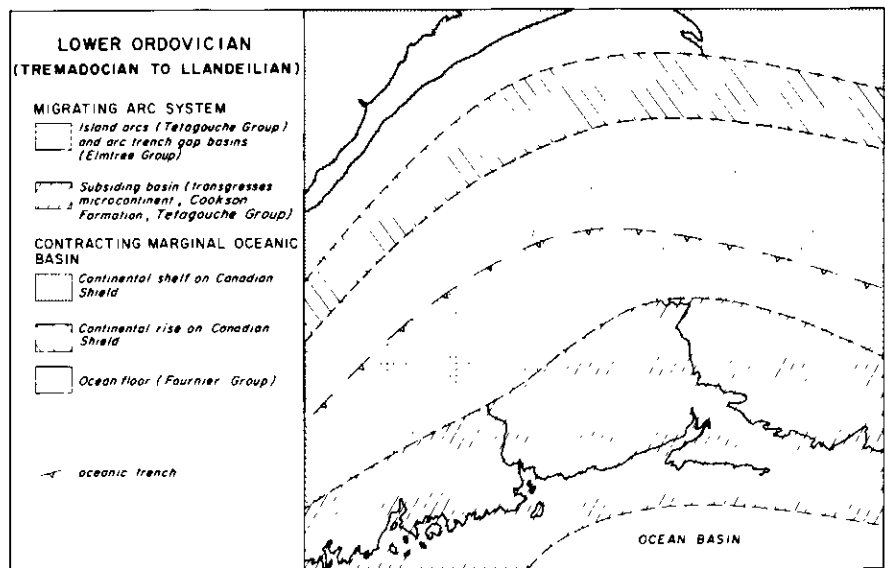 LOWER ORDOVICIAN
(TREMADOCIAN TO LLANDEILIAN)
MIGRATING ARC SYSTEM
Island arcs (Tetagouche Group)
and arc trench gap basins
(Elmtree Group)
Subsiding basin (transgresses
microcontinent, Cookson
Formation, Tetagouche Group)
CONTRACTING MARGINAL OCEANIC
BASIN
Continental shelf on Canadian
Shield
Continental rise on Canadian
Shield
Ocean floor (Fournier Group)
oceanic trench
OCEAN BASIN